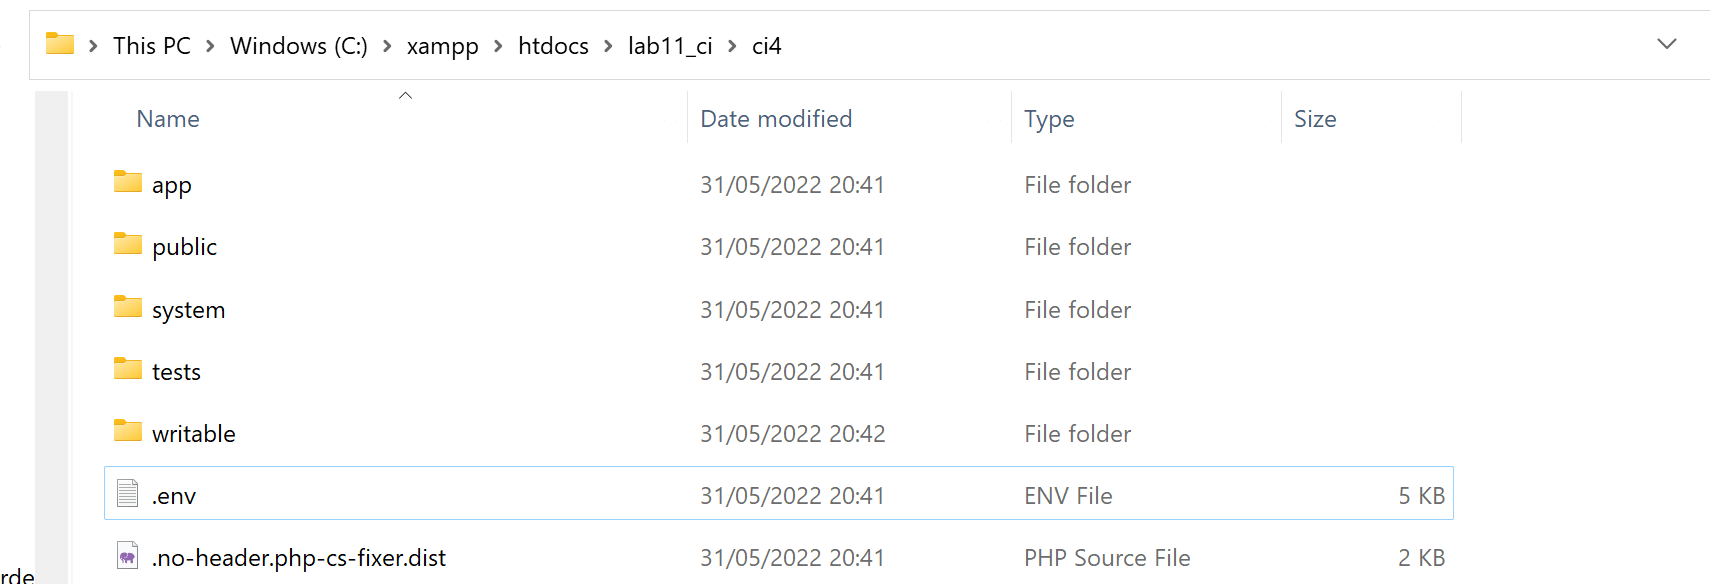 This PC > Windows (C:) > xampp > htdocs > lab11_ci > ci4
Name Date modified Type Size
app 31/05/2022 20:41 File folder
public 31/05/2022 20:41 File folder
system 31/05/2022 20:41 File folder
tests 31/05/2022 20:41 File folder
writable 31/05/2022 20:42 File folder
.env 31/05/2022 20:41 ENV File 5 KB
.no-header.php-cs-fixer.dist 31/05/2022 20:41 PHP Source File 2 KB
rde